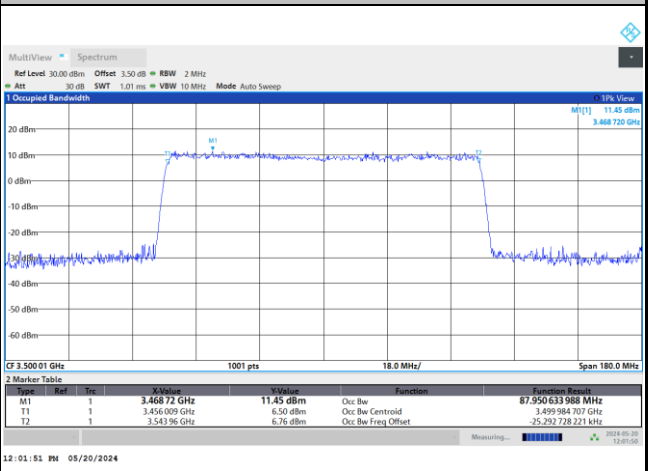 MultiView Spectrum
Ref Level 30.00 dBm Offset 3.50 dB RBW 2 MHz
Att 30 dB SWT 1.01 ms VBW 10 MHz Mode Auto Sweep
1 Occupied Bandwidth 1Pk View
M1[1] 11.45 dBm
3.468 720 GHz
20 dBm
M1
T1 T2
10 dBm
0 dBm
-10 dBm
-20 dBm
-30 dBm
-40 dBm
-50 dBm
-60 dBm
CF 3.500 01 GHz 1001 pts 18.0 MHz/ Span 180.0 MHz
2 Marker Table
Type Ref Trc X-Value Y-Value Function Function Result
M1 1 3.468 72 GHz 11.45 dBm Occ Bw 87.950 633 988 MHz
T1 1 3.456 009 GHz 6.50 dBm Occ Bw Centroid 3.499 984 707 GHz
T2 1 3.543 96 GHz 6.76 dBm Occ Bw Freq Offset -25.292 728 221 kHz
Measuring... 2024-05-20
12:01:50
12:01:51 PM 05/20/2024